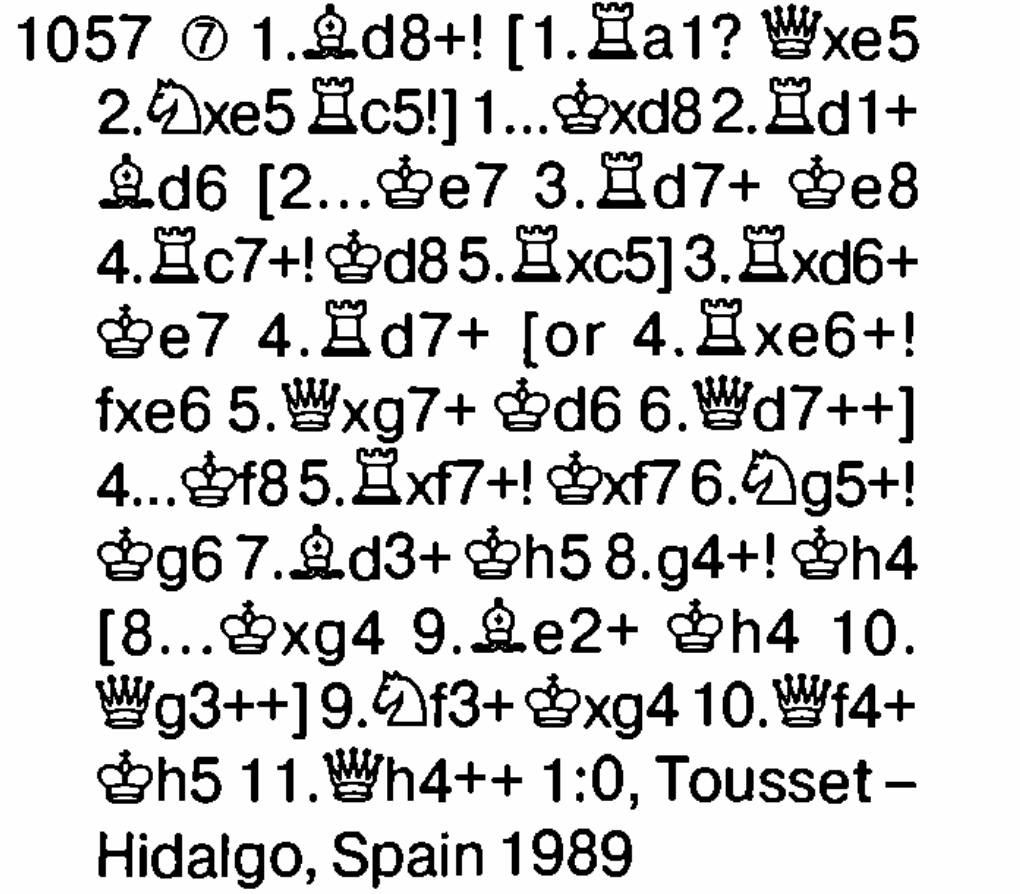 1057 ⑦ 1.♗d8+! [1.♖a1? ♕xe5
2.♘xe5 ♖c5!] 1...♔xd8 2.♖d1+
♗d6 [2...♔e7 3.♖d7+ ♔e8
4.♖c7+! ♔d8 5.♖xc5] 3.♖xd6+
♔e7 4.♖d7+ [or 4.♖xe6+!
fxe6 5.♕xg7+ ♔d6 6.♕d7++]
4...♔f8 5.♖xf7+! ♔xf7 6.♘g5+!
♔g6 7.♗d3+ ♔h5 8.g4+! ♔h4
[8...♔xg4 9.♗e2+ ♔h4 10.
♕g3++] 9.♘f3+ ♔xg4 10.♕f4+
♔h5 11.♕h4++ 1:0, Tousset –
Hidalgo, Spain 1989